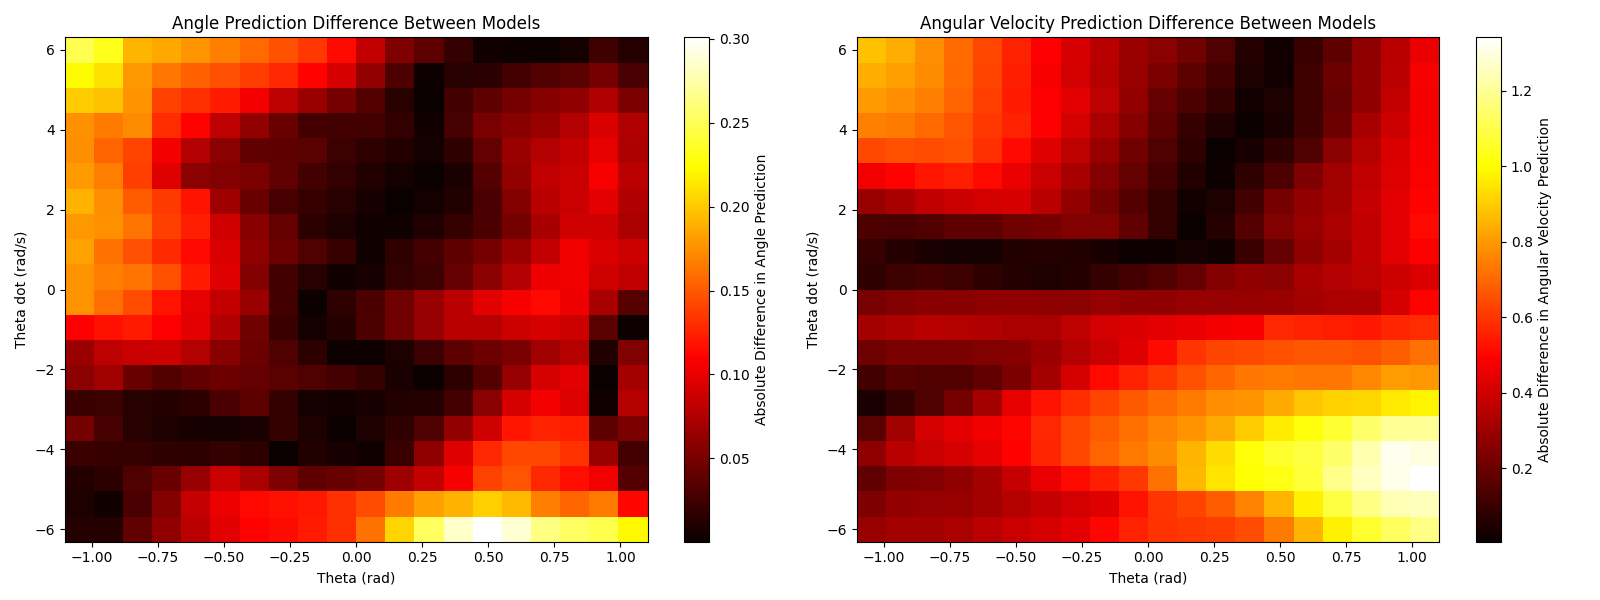 Angle Prediction Difference Between Models
6
4
2
0
−2
−4
−6
Theta dot (rad/s)
−1.00 −0.75 −0.50 −0.25 0.00 0.25 0.50 0.75 1.00
Theta (rad)
0.30
0.25
0.20
0.15
0.10
0.05
Absolute Difference in Angle Prediction
Angular Velocity Prediction Difference Between Models
6
4
2
0
−2
−4
−6
Theta dot (rad/s)
−1.00 −0.75 −0.50 −0.25 0.00 0.25 0.50 0.75 1.00
Theta (rad)
1.2
1.0
0.8
0.6
0.4
0.2
Absolute Difference in Angular Velocity Prediction